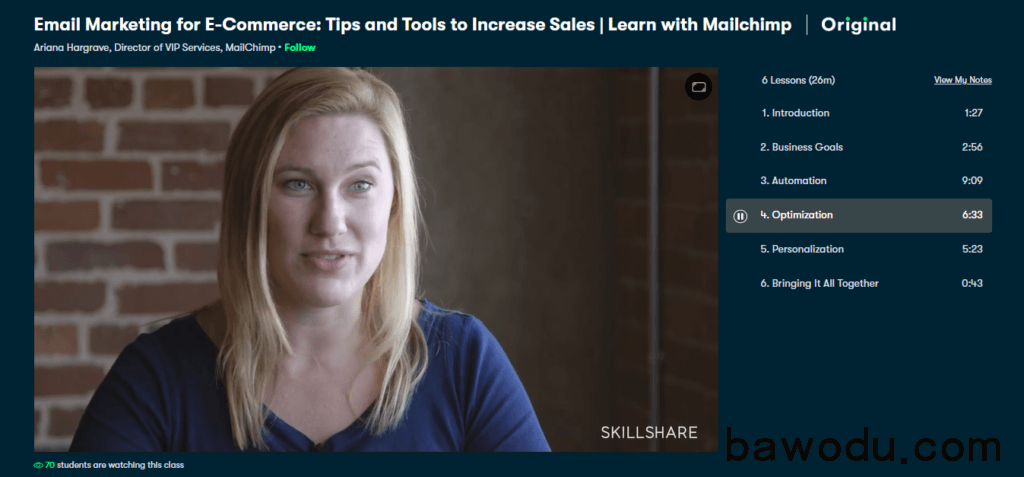 Email Marketing for E-Commerce: Tips and Tools to Increase Sales | Learn with Mailchimp | Original
Ariana Hargrave, Director of VIP Services, MailChimp • Follow
6 Lessons (26m) View My Notes
1. Introduction 1:27
2. Business Goals 2:56
3. Automation 9:09
4. Optimization 6:33
5. Personalization 5:23
6. Bringing It All Together 0:43
SKILLSHARE
70 students are watching this class
bawodu.com